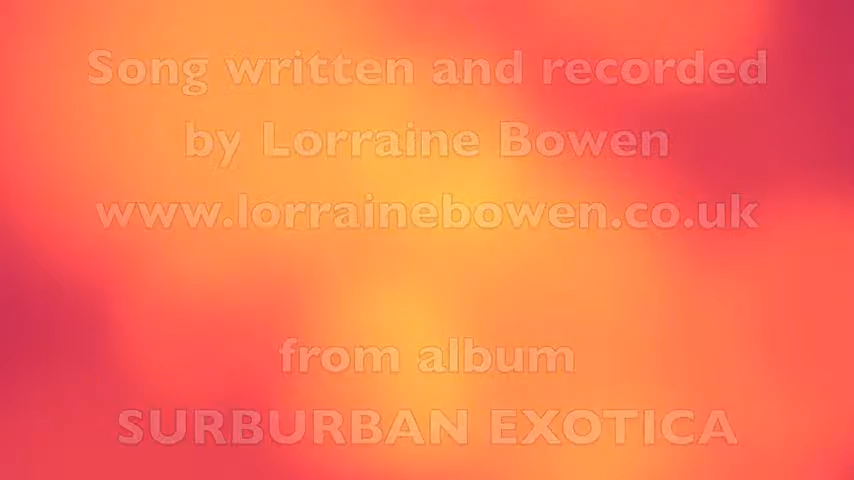 Song written and recorded
by Lorraine Bowen
www.lorrainebowen.co.uk
from album
SURBURBAN EXOTICA